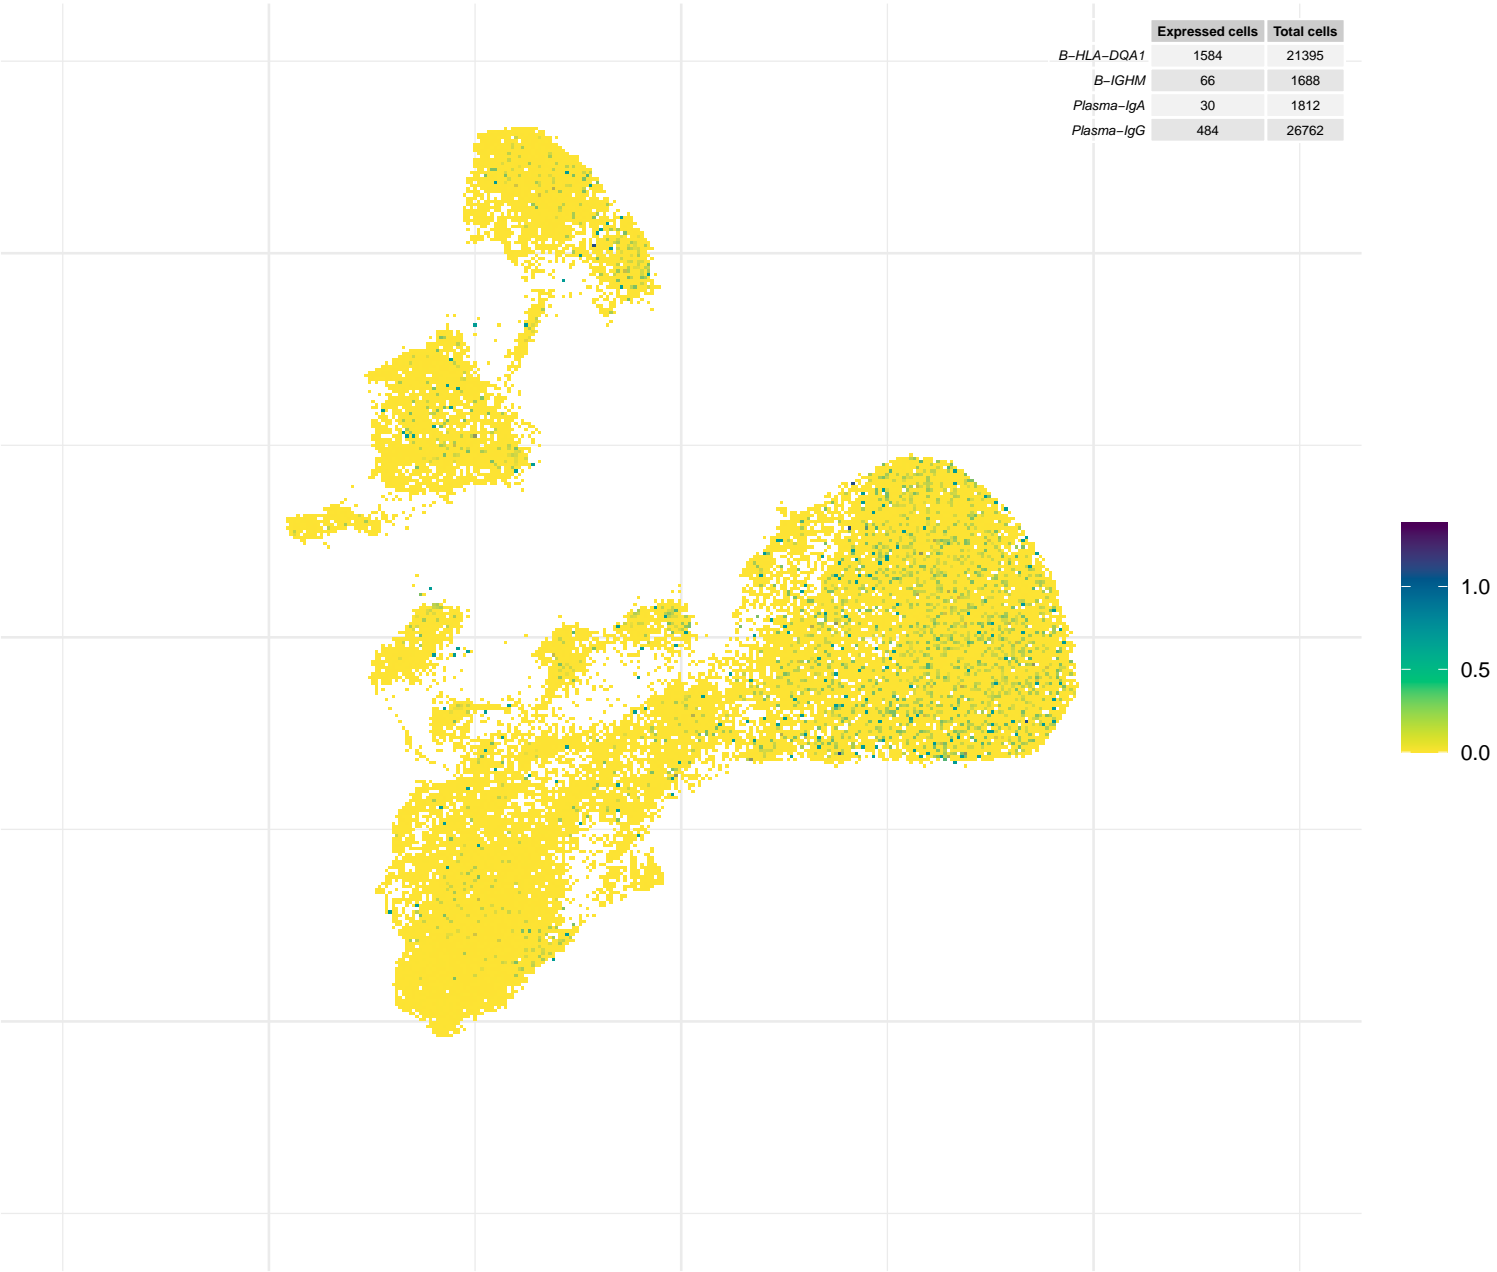 Expressed cells Total cells
B−HLA−DQA1 1584 21395
B−IGHM 66 1688
Plasma−IgA 30 1812
Plasma−IgG 484 26762
1.0
0.5
0.0